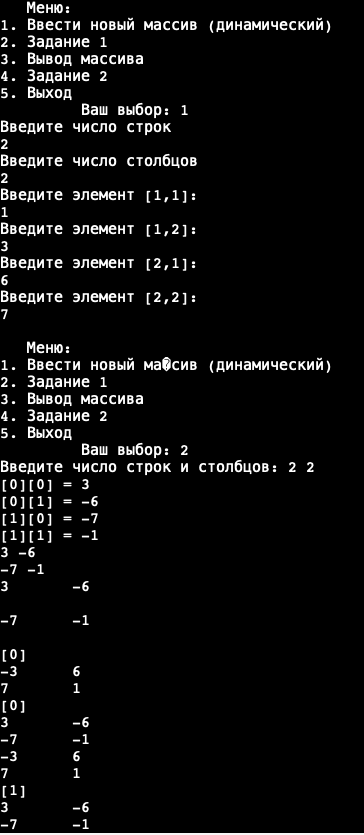 Меню:
1. Ввести новый массив (динамический)
2. Задание 1
3. Вывод массива
4. Задание 2
5. Выход
Ваш выбор: 1
Введите число строк
2
Введите число столбцов
2
Введите элемент [1,1]:
1
Введите элемент [1,2]:
3
Введите элемент [2,1]:
6
Введите элемент [2,2]:
7
Меню:
1. Ввести новый ма�сив (динамический)
2. Задание 1
3. Вывод массива
4. Задание 2
5. Выход
Ваш выбор: 2
Введите число строк и столбцов: 2 2
[0][0] = 3
[0][1] = -6
[1][0] = -7
[1][1] = -1
3 -6
-7 -1
3 -6
-7 -1
[0]
-3 6
7 1
[0]
3 -6
-7 -1
-3 6
7 1
[1]
3 -6
-7 -1